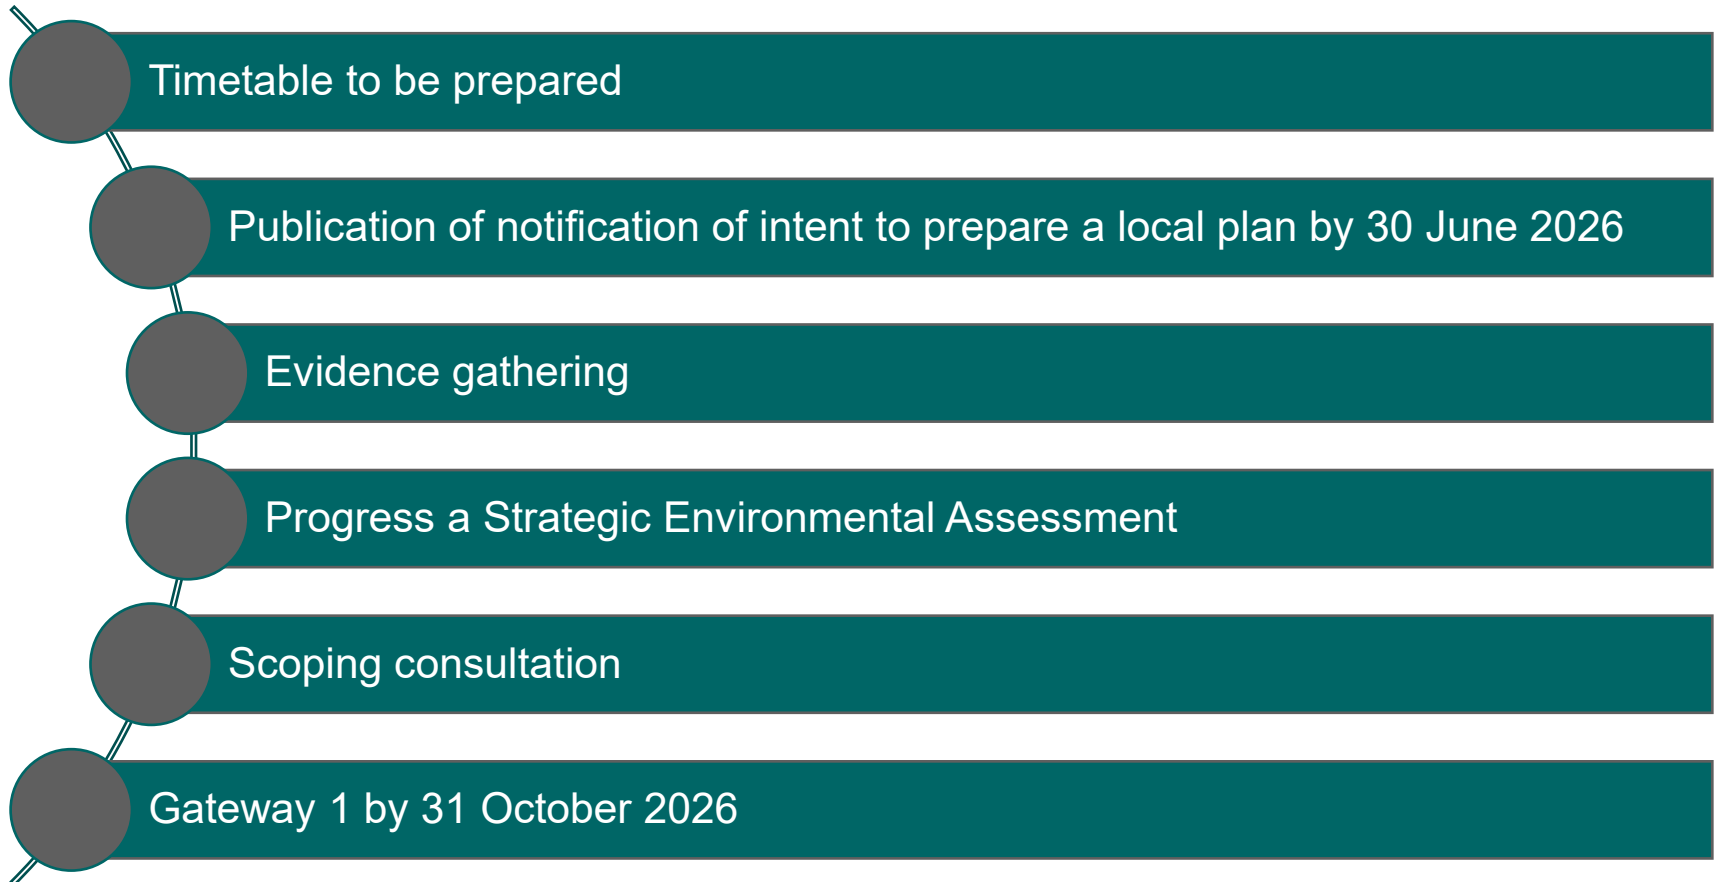 Timetable to be prepared
Publication of notification of intent to prepare a local plan by 30 June 2026
Evidence gathering
Progress a Strategic Environmental Assessment
Scoping consultation
Gateway 1 by 31 October 2026